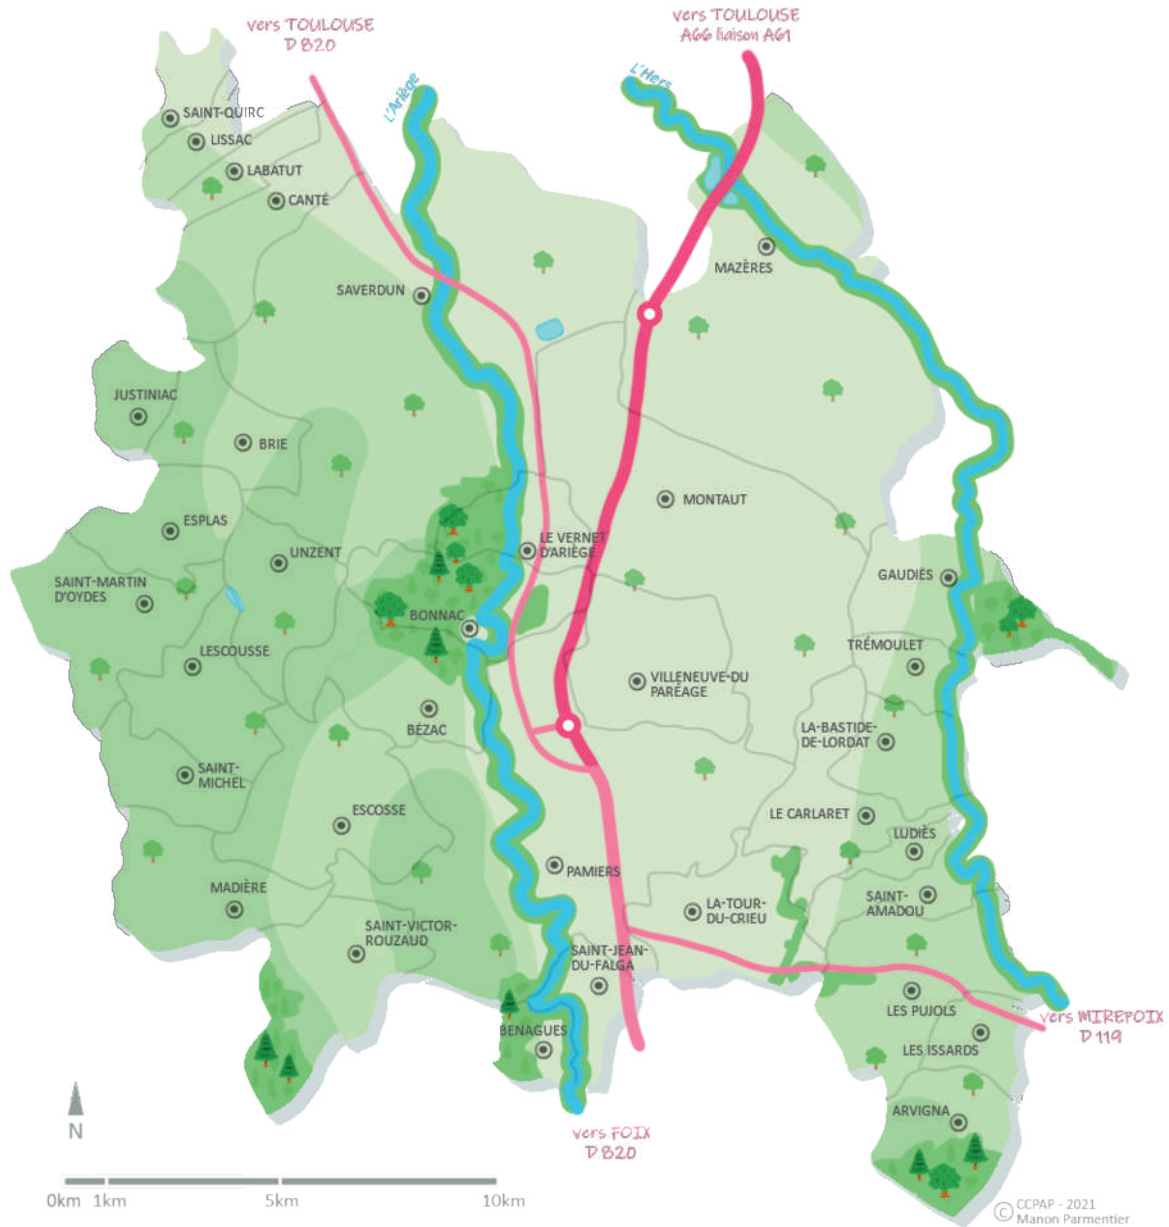 vers TOULOUSE
D 820
vers TOULOUSE
A66 liaison A61
L'Ariège
L'Hers
SAINT-QUIRC
LISSAC
LABATUT
CANTÉ
MAZÈRES
SAVERDUN
JUSTINIAC
BRIE
MONTAUT
ESPLAS
UNZENT
LE VERNET
D'ARIÈGE
GAUDIÈS
SAINT-MARTIN
D'OYDES
BONNAC
LESCOUSSE
TRÉMOULET
VILLENEUVE-DU
PARÉAGE
BÉZAC
LA-BASTIDE-
DE-LORDAT
SAINT-
MICHEL
ESCOSSE
LE CARLARET
LUDIÈS
PAMIERS
MADIÈRE
SAINT-
AMADOU
LA-TOUR-
DU-CRIEU
SAINT-VICTOR-
ROUZAUD
SAINT-JEAN-
DU-FALGA
LES PUJOLS
vers MIREPOIX
D 119
BENAGUES
LES ISSARDS
ARVIGNA
N
vers FOIX
D 820
0km 1km 5km 10km
© CCPAP - 2021
Manon Parmentier